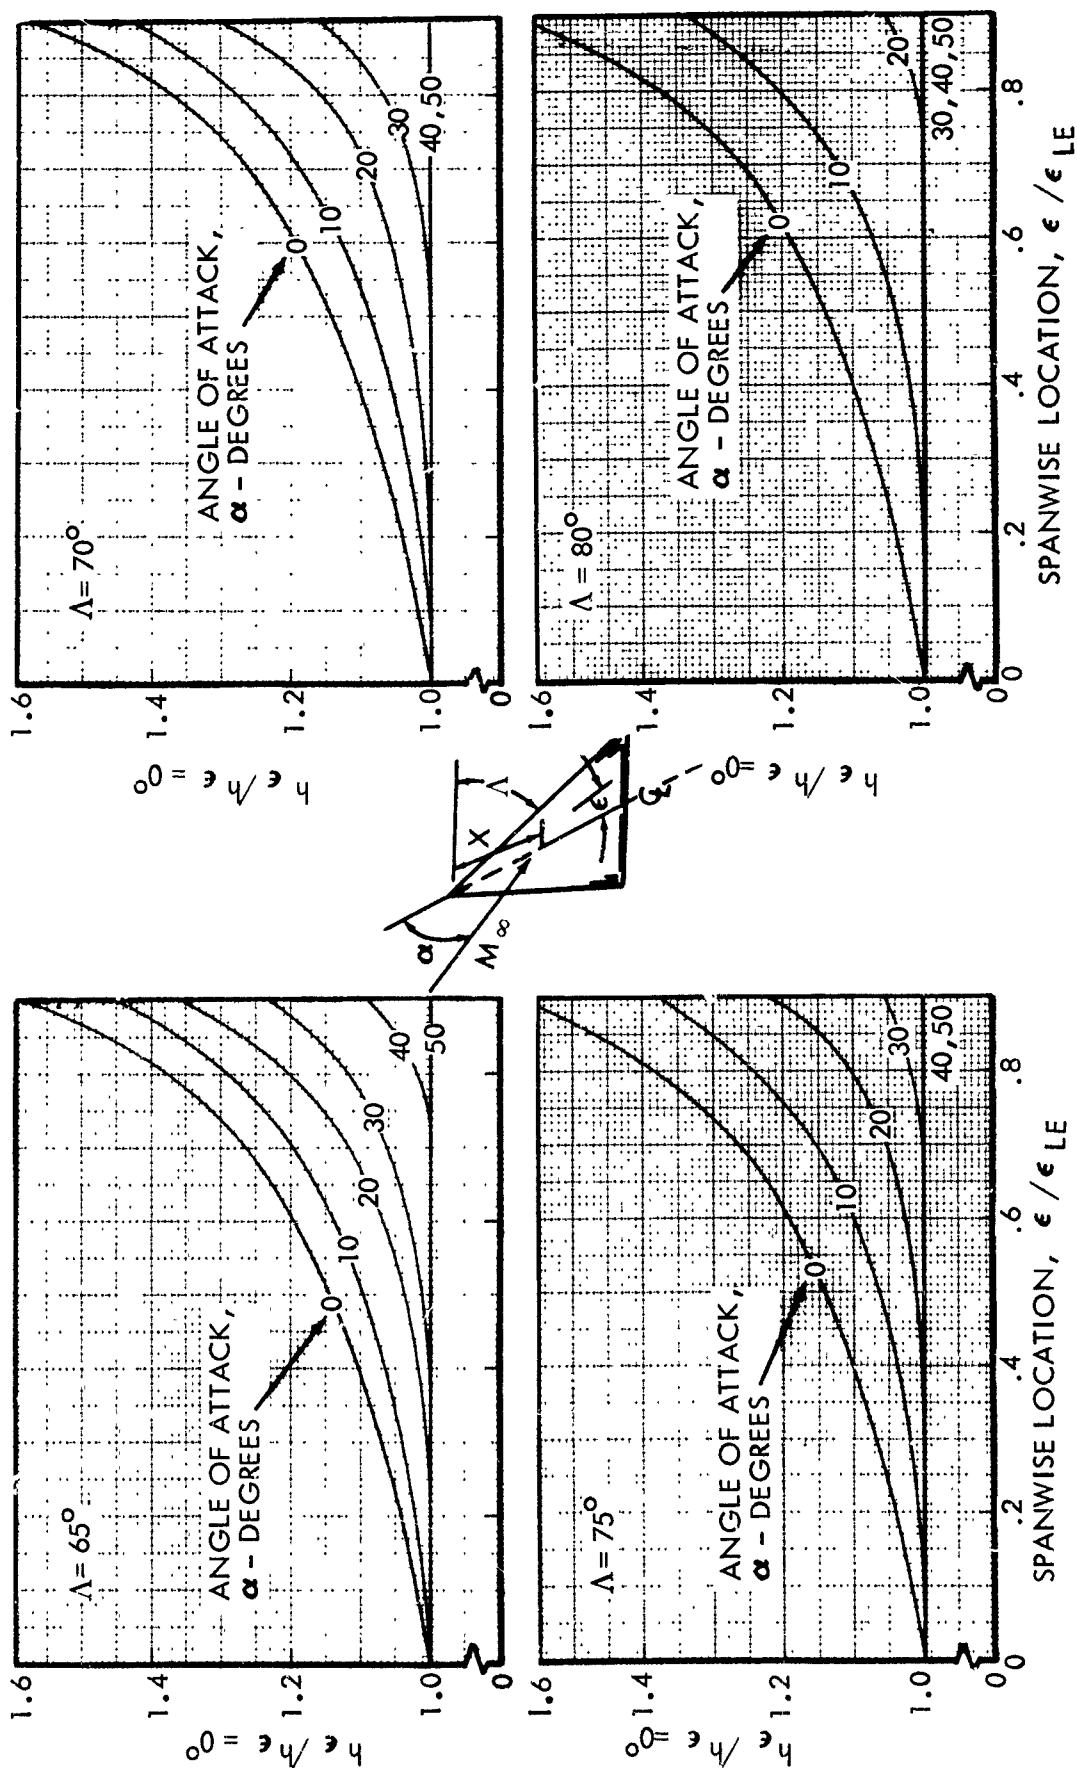 1.6
1.4
1.2
1.0
0
h ε/h ε = 0°
Λ = 65°
ANGLE OF ATTACK,
α - DEGREES
0
10
20
30
40
50
1.6
1.4
1.2
1.0
0
h ε/h ε = 0°
Λ = 70°
ANGLE OF ATTACK,
α - DEGREES
0
10
20
30
40, 50
α
M∞
X
Λ
ε
℄
1.6
1.4
1.2
1.0
0
h ε/h ε =0°
Λ = 75°
ANGLE OF ATTACK,
α - DEGREES
0
10
20
30
40, 50
0
.2
.4
.6
.8
SPANWISE LOCATION, ε / ε LE
1.6
1.4
1.2
1.0
0
h ε/h ε =0°
Λ = 80°
ANGLE OF ATTACK,
α - DEGREES
0
10
20
30,40,50
0
.2
.4
.6
.8
SPANWISE LOCATION, ε / ε LE